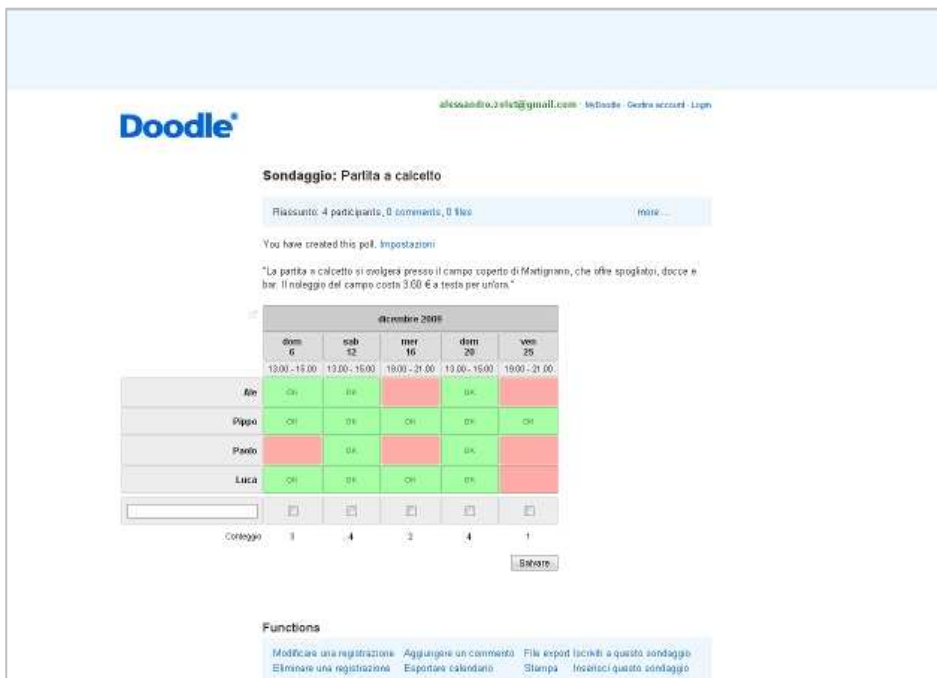 alessandro.zolet@gmail.com · MyDoodle · Gestire account · Login
Doodle®
Sondaggio: Partita a calcetto
Riassunto: 4 participants, 0 comments, 0 files more ...
You have created this poll. Impostazioni
"La partita a calcetto si svolgerà presso il campo coperto di Martignano, che offre spogliatoi, docce e
bar. Il noleggio del campo costa 3.60 € a testa per un'ora."
dicembre 2009
dom sab mer dom ven
6 12 16 20 25
13.00 - 15.00 13.00 - 15.00 19.00 - 21.00 13.00 - 15.00 19.00 - 21.00
Ale OK OK OK
Pippo OK OK OK OK OK
Paolo OK OK
Luca OK OK OK OK
Conteggio 3 4 2 4 1
Salvare
Functions
Modificare una registrazione Aggiungere un commento File export Iscriviti a questo sondaggio
Eliminare una registrazione Esportare calendario Stampa Inserisci questo sondaggio